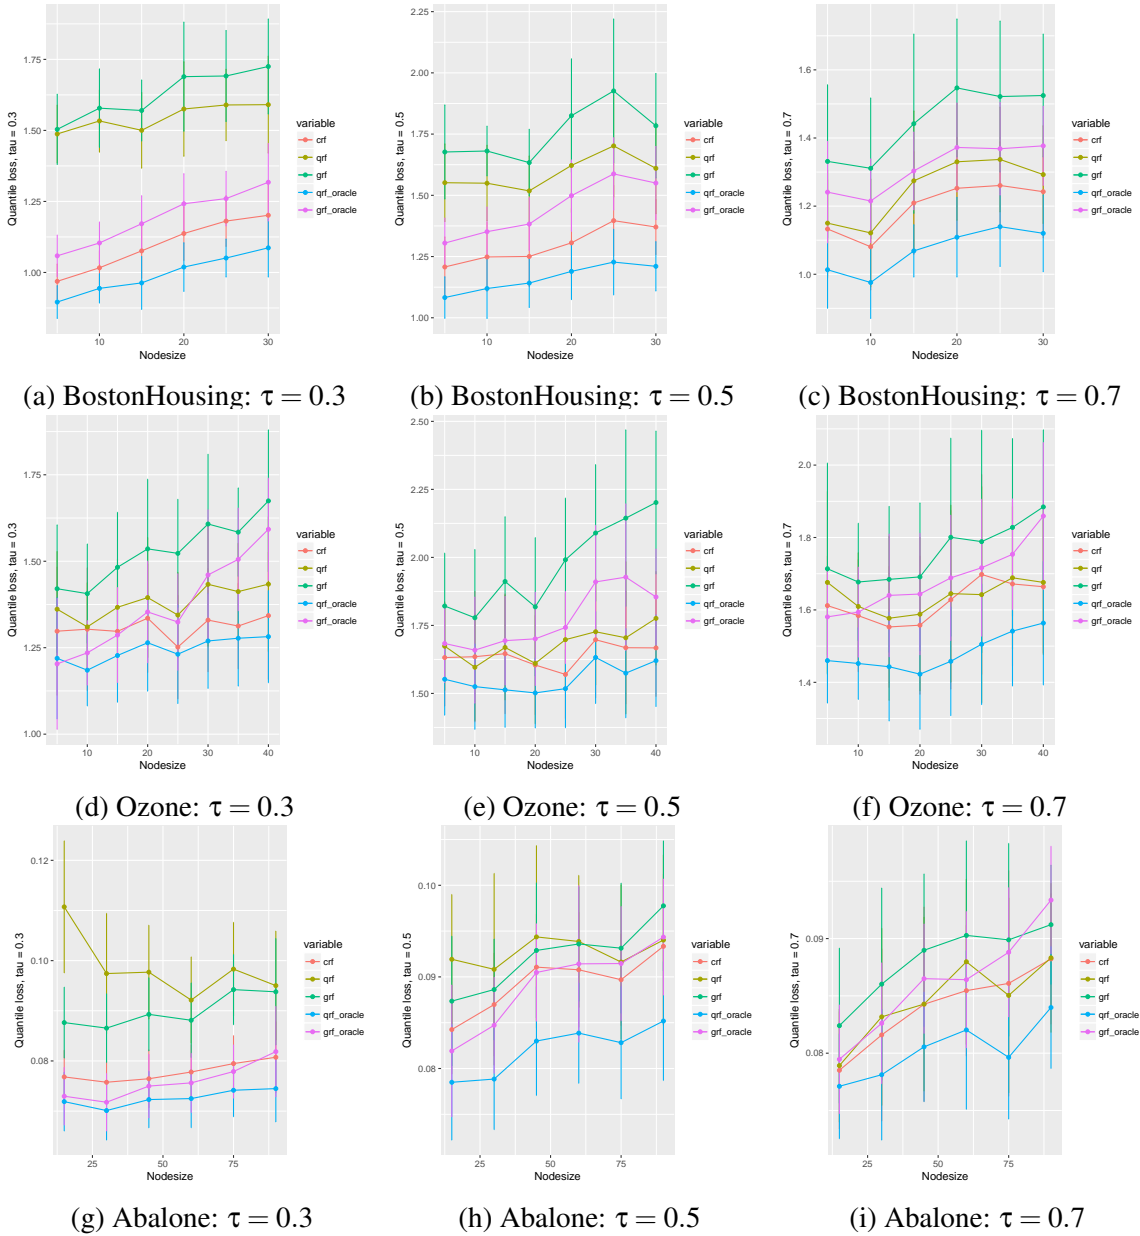 Quantile loss, tau = 0.3
1.75
1.50
1.25
1.00
10
20
30
Nodesize
variable
crf
qrf
grf
qrf_oracle
grf_oracle
(a) BostonHousing: τ = 0.3
Quantile loss, tau = 0.5
2.25
2.00
1.75
1.50
1.25
1.00
10
20
30
Nodesize
variable
crf
qrf
grf
qrf_oracle
grf_oracle
(b) BostonHousing: τ = 0.5
Quantile loss, tau = 0.7
1.6
1.4
1.2
1.0
10
20
30
Nodesize
variable
crf
qrf
grf
qrf_oracle
grf_oracle
(c) BostonHousing: τ = 0.7
Quantile loss, tau = 0.3
1.75
1.50
1.25
1.00
10
20
30
40
Nodesize
variable
crf
qrf
grf
qrf_oracle
grf_oracle
(d) Ozone: τ = 0.3
Quantile loss, tau = 0.5
2.50
2.25
2.00
1.75
1.50
10
20
30
40
Nodesize
variable
crf
qrf
grf
qrf_oracle
grf_oracle
(e) Ozone: τ = 0.5
Quantile loss, tau = 0.7
2.0
1.8
1.6
1.4
10
20
30
40
Nodesize
variable
crf
qrf
grf
qrf_oracle
grf_oracle
(f) Ozone: τ = 0.7
Quantile loss, tau = 0.3
0.12
0.10
0.08
25
50
75
Nodesize
variable
crf
qrf
grf
qrf_oracle
grf_oracle
(g) Abalone: τ = 0.3
Quantile loss, tau = 0.5
0.10
0.09
0.08
25
50
75
Nodesize
variable
crf
qrf
grf
qrf_oracle
grf_oracle
(h) Abalone: τ = 0.5
Quantile loss, tau = 0.7
0.09
0.08
25
50
75
Nodesize
variable
crf
qrf
grf
qrf_oracle
grf_oracle
(i) Abalone: τ = 0.7